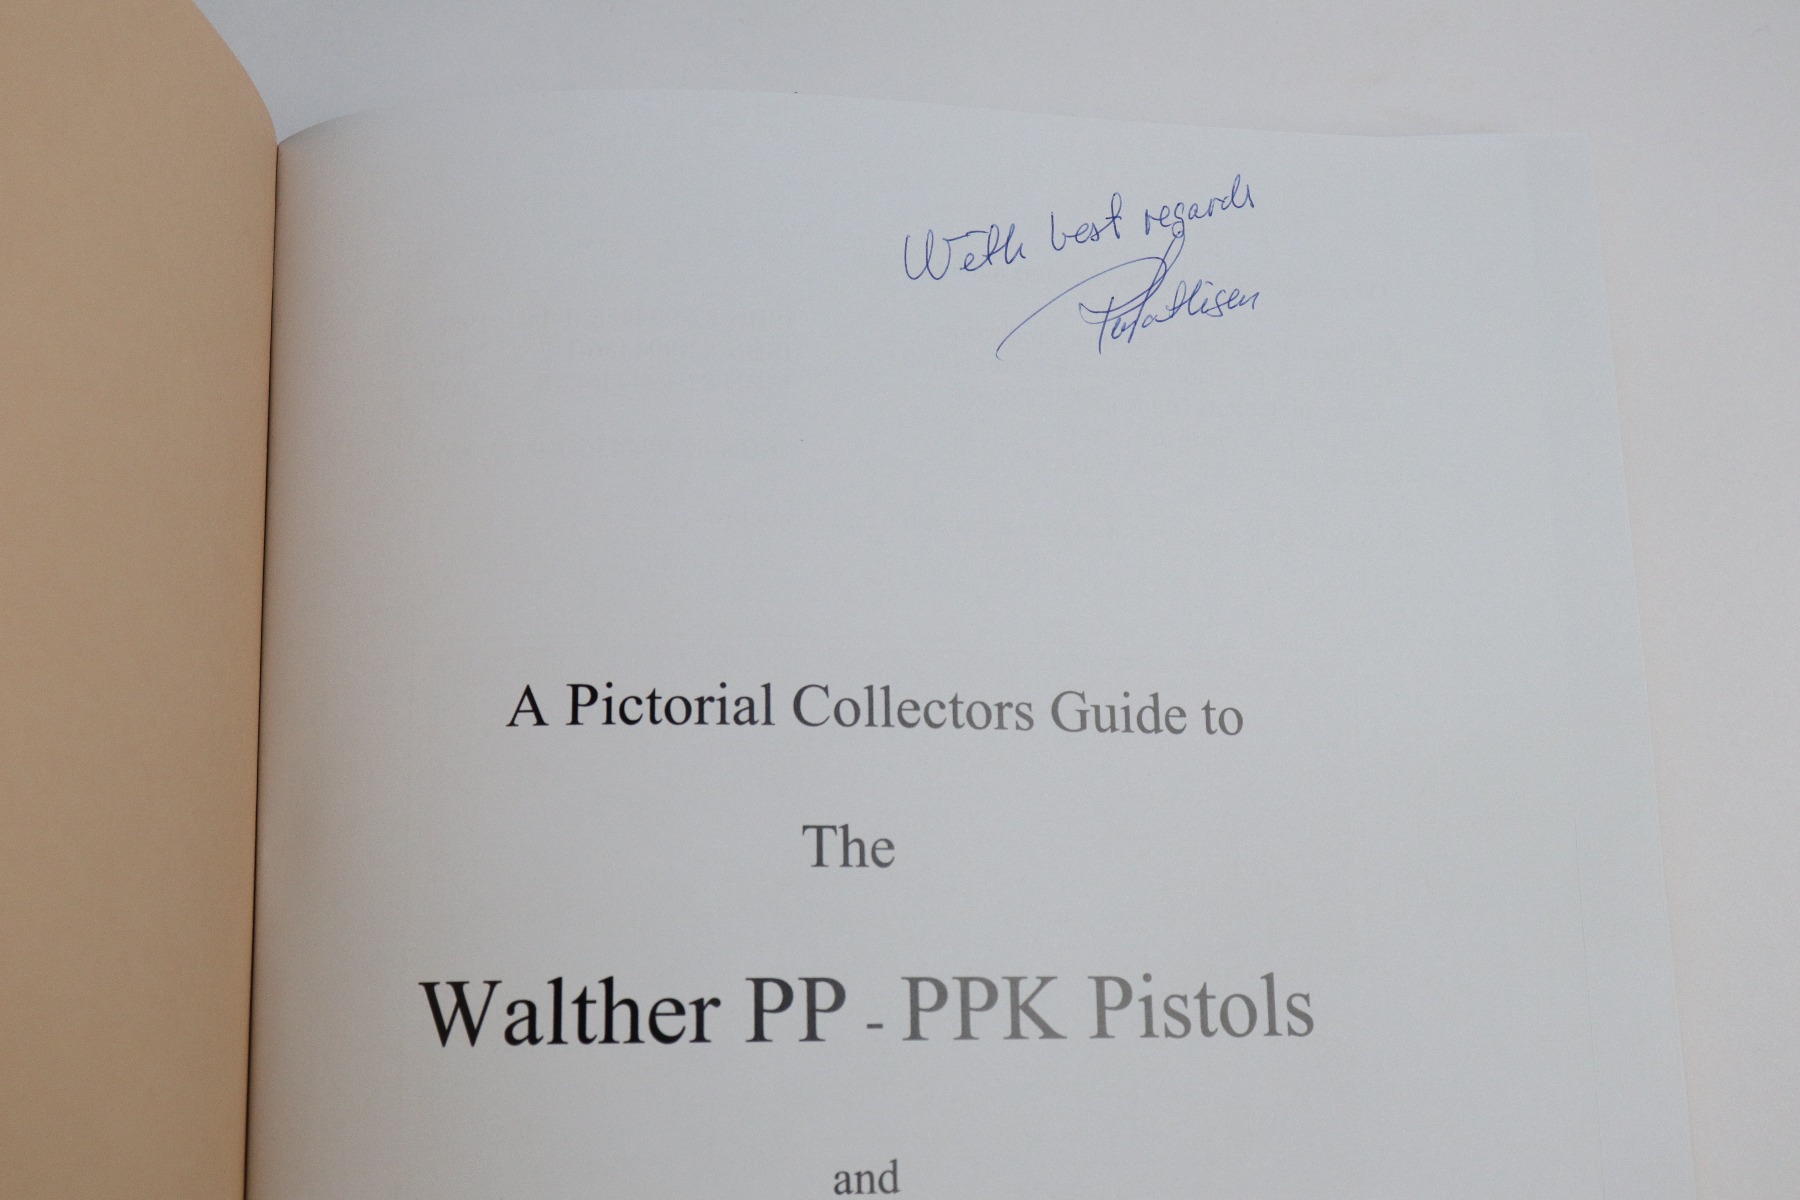 With best regards
A Pictorial Collectors Guide to
The
Walther PP - PPK Pistols
and